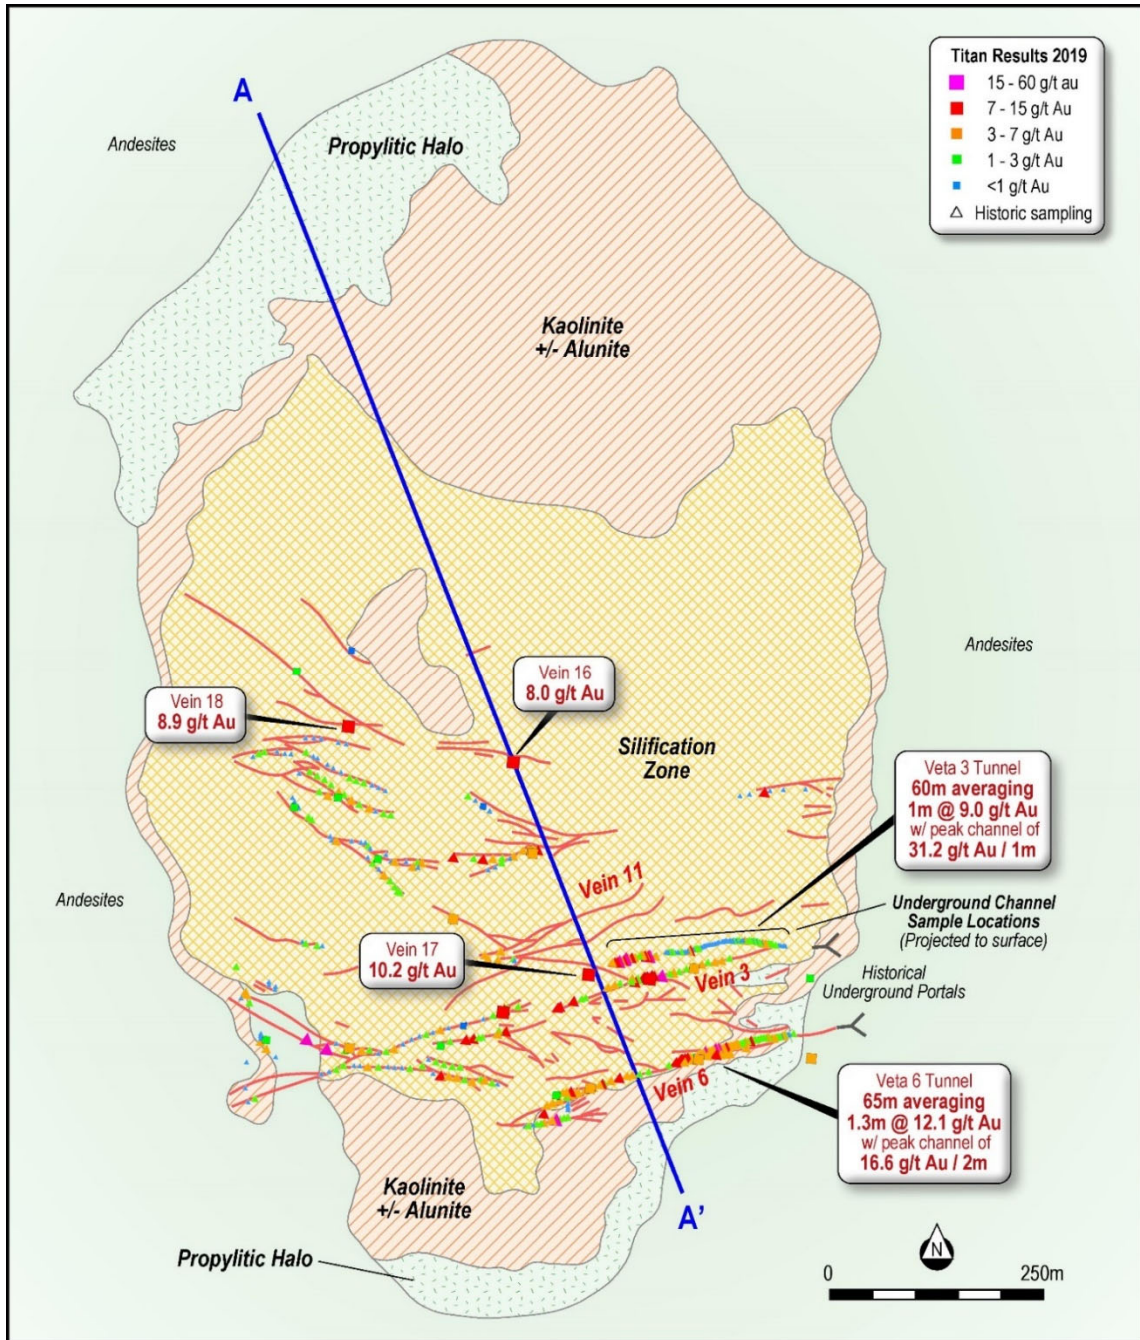 Titan Results 2019
15 - 60 g/t au
7 - 15 g/t Au
3 - 7 g/t Au
1 - 3 g/t Au
<1 g/t Au
Historic sampling
A
Andesites
Propylitic Halo
Kaolinite
+/- Alunite
Andesites
Vein 16
8.0 g/t Au
Vein 18
8.9 g/t Au
Silification
Zone
Veta 3 Tunnel
60m averaging
1m @ 9.0 g/t Au
w/ peak channel of
31.2 g/t Au / 1m
Andesites
Vein 11
Underground Channel
Sample Locations
(Projected to surface)
Vein 17
10.2 g/t Au
Vein 3
Historical
Underground Portals
Vein 6
Veta 6 Tunnel
65m averaging
1.3m @ 12.1 g/t Au
w/ peak channel of
16.6 g/t Au / 2m
Kaolinite
+/- Alunite
A'
Propylitic Halo
N
0 250m